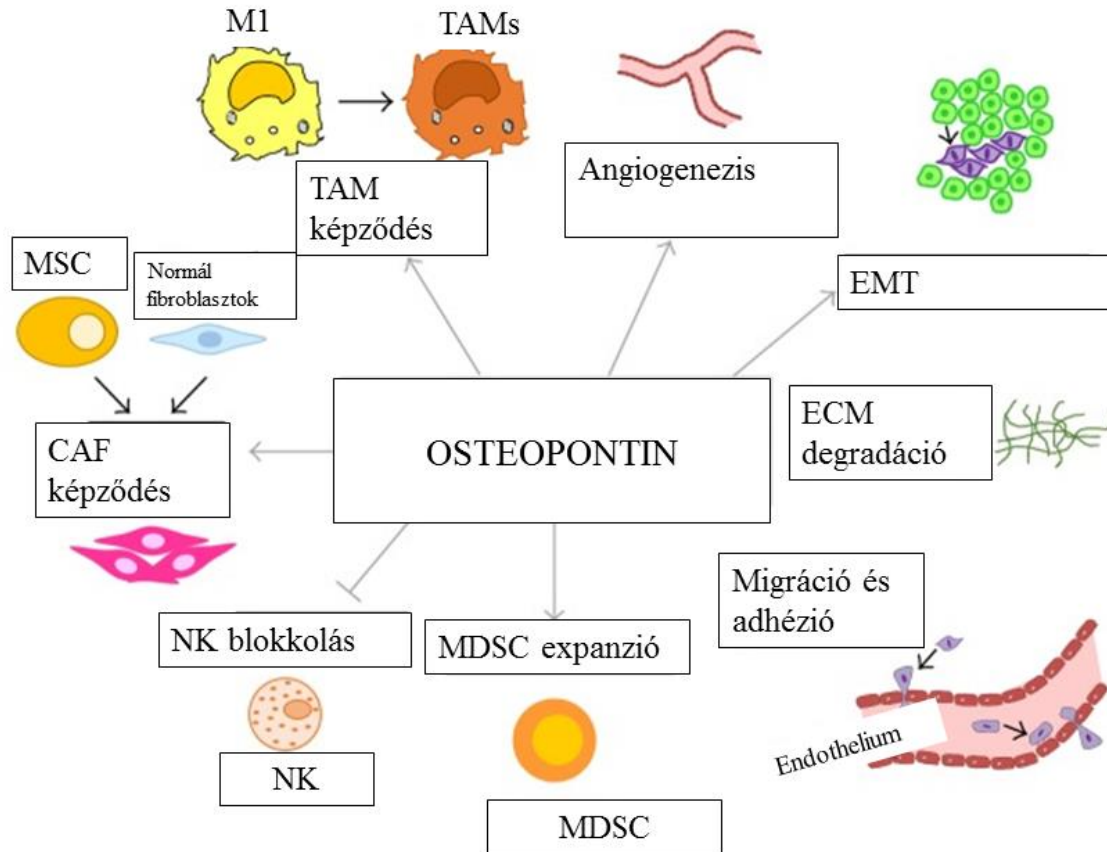 M1
TAMs
TAM
képződés
Angiogenezis
MSC
Normál
fibroblasztok
EMT
CAF
képződés
OSTEOPONTIN
ECM
degradáció
Migráció és
adhézió
NK blokkolás
MDSC expanzió
Endothelium
NK
MDSC